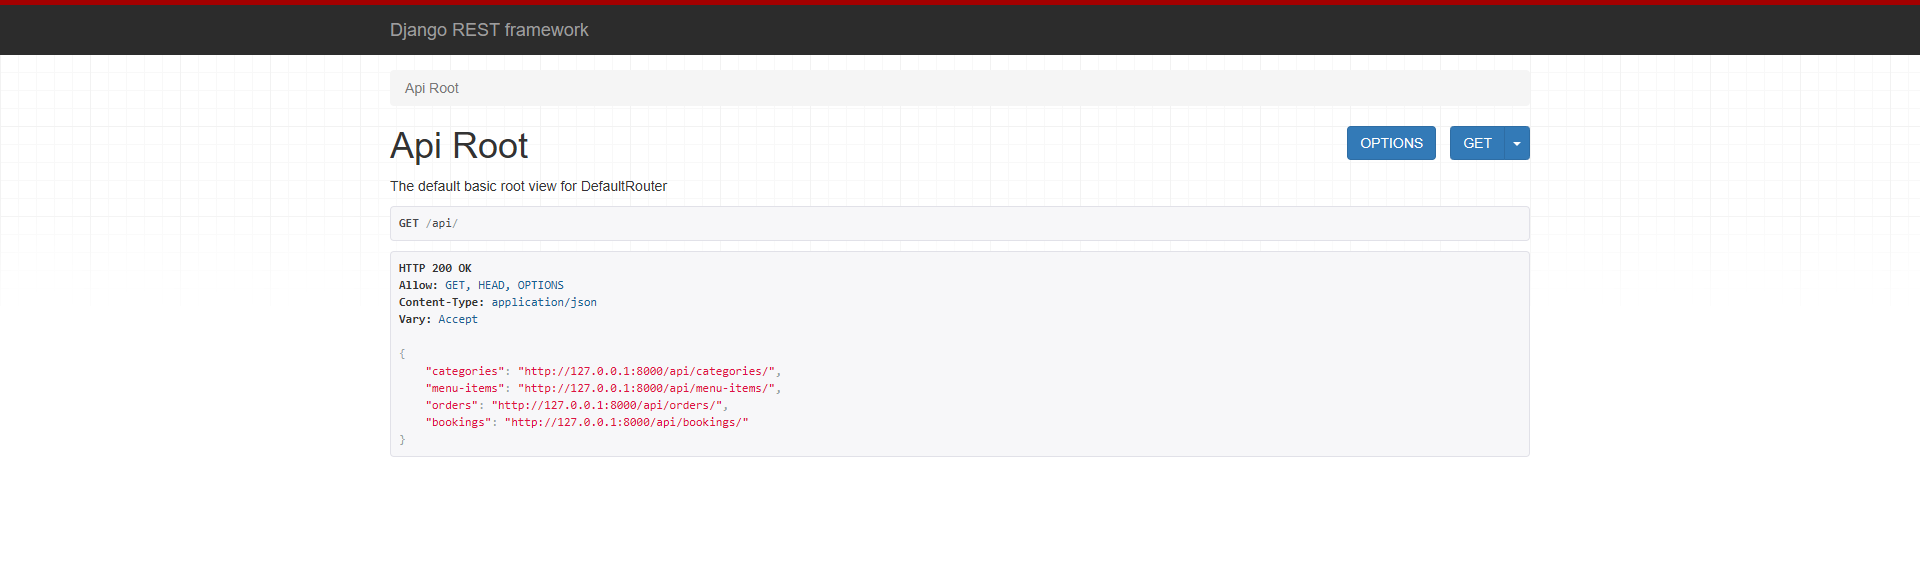 Django REST framework
Api Root
Api Root
OPTIONS
GET
The default basic root view for DefaultRouter
GET /api/
HTTP 200 OK
Allow: GET, HEAD, OPTIONS
Content-Type: application/json
Vary: Accept
{
    "categories": "http://127.0.0.1:8000/api/categories/",
    "menu-items": "http://127.0.0.1:8000/api/menu-items/",
    "orders": "http://127.0.0.1:8000/api/orders/",
    "bookings": "http://127.0.0.1:8000/api/bookings/"
}